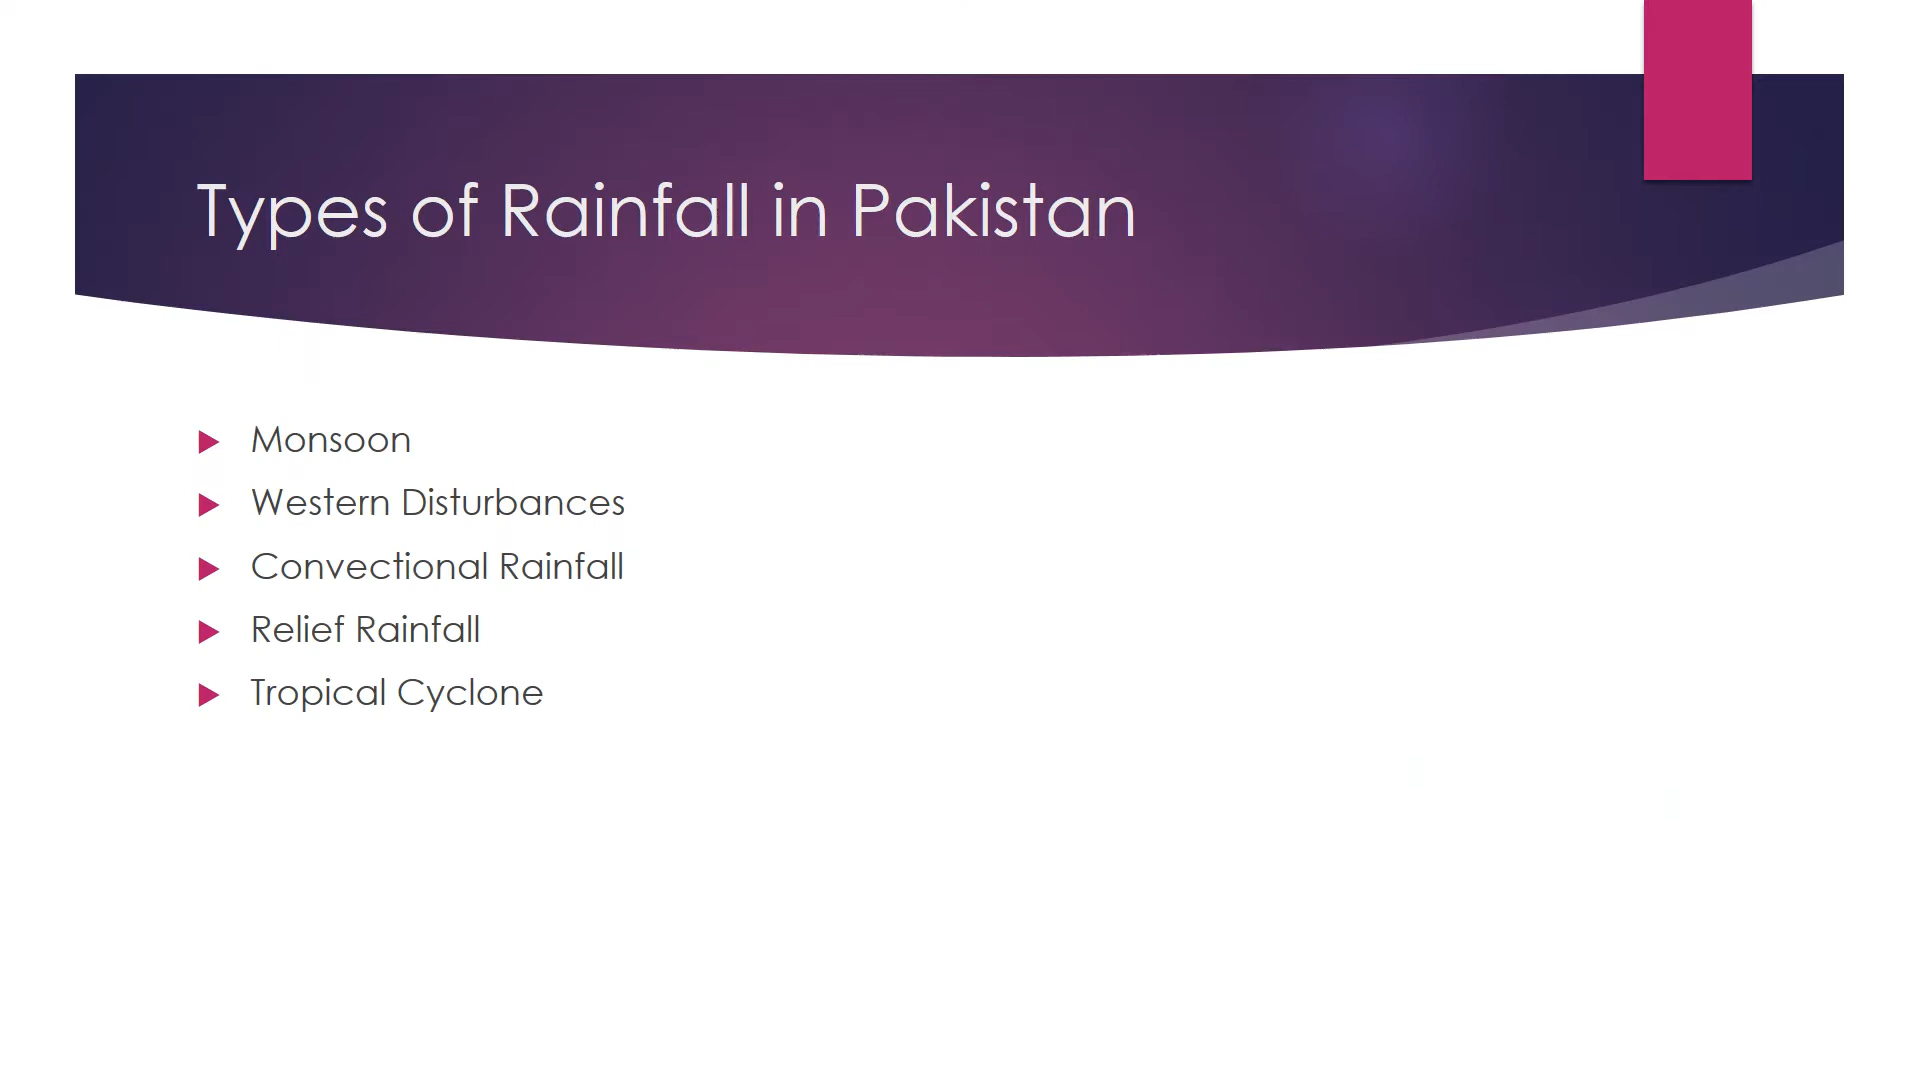 Types of Rainfall in Pakistan
Monsoon
Western Disturbances
Convectional Rainfall
Relief Rainfall
Tropical Cyclone